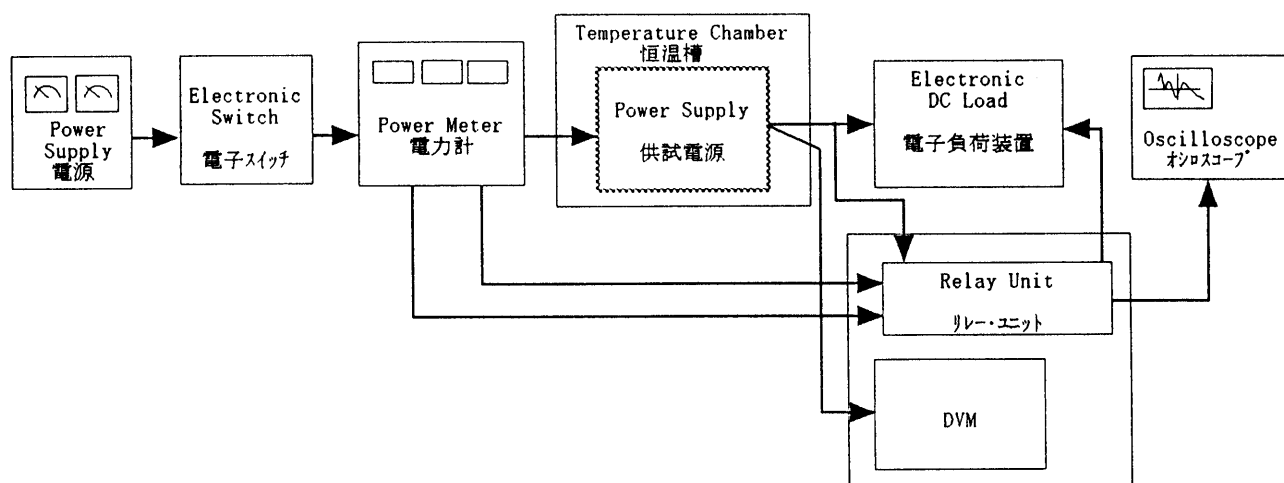 Power
Supply
電源
Electronic
Switch
電子スイッチ
Power Meter
電力計
Temperature Chamber
恒温槽
Power Supply
供試電源
Electronic
DC Load
電子負荷装置
Oscilloscope
オシロスコープ
Relay Unit
リレー・ユニット
DVM